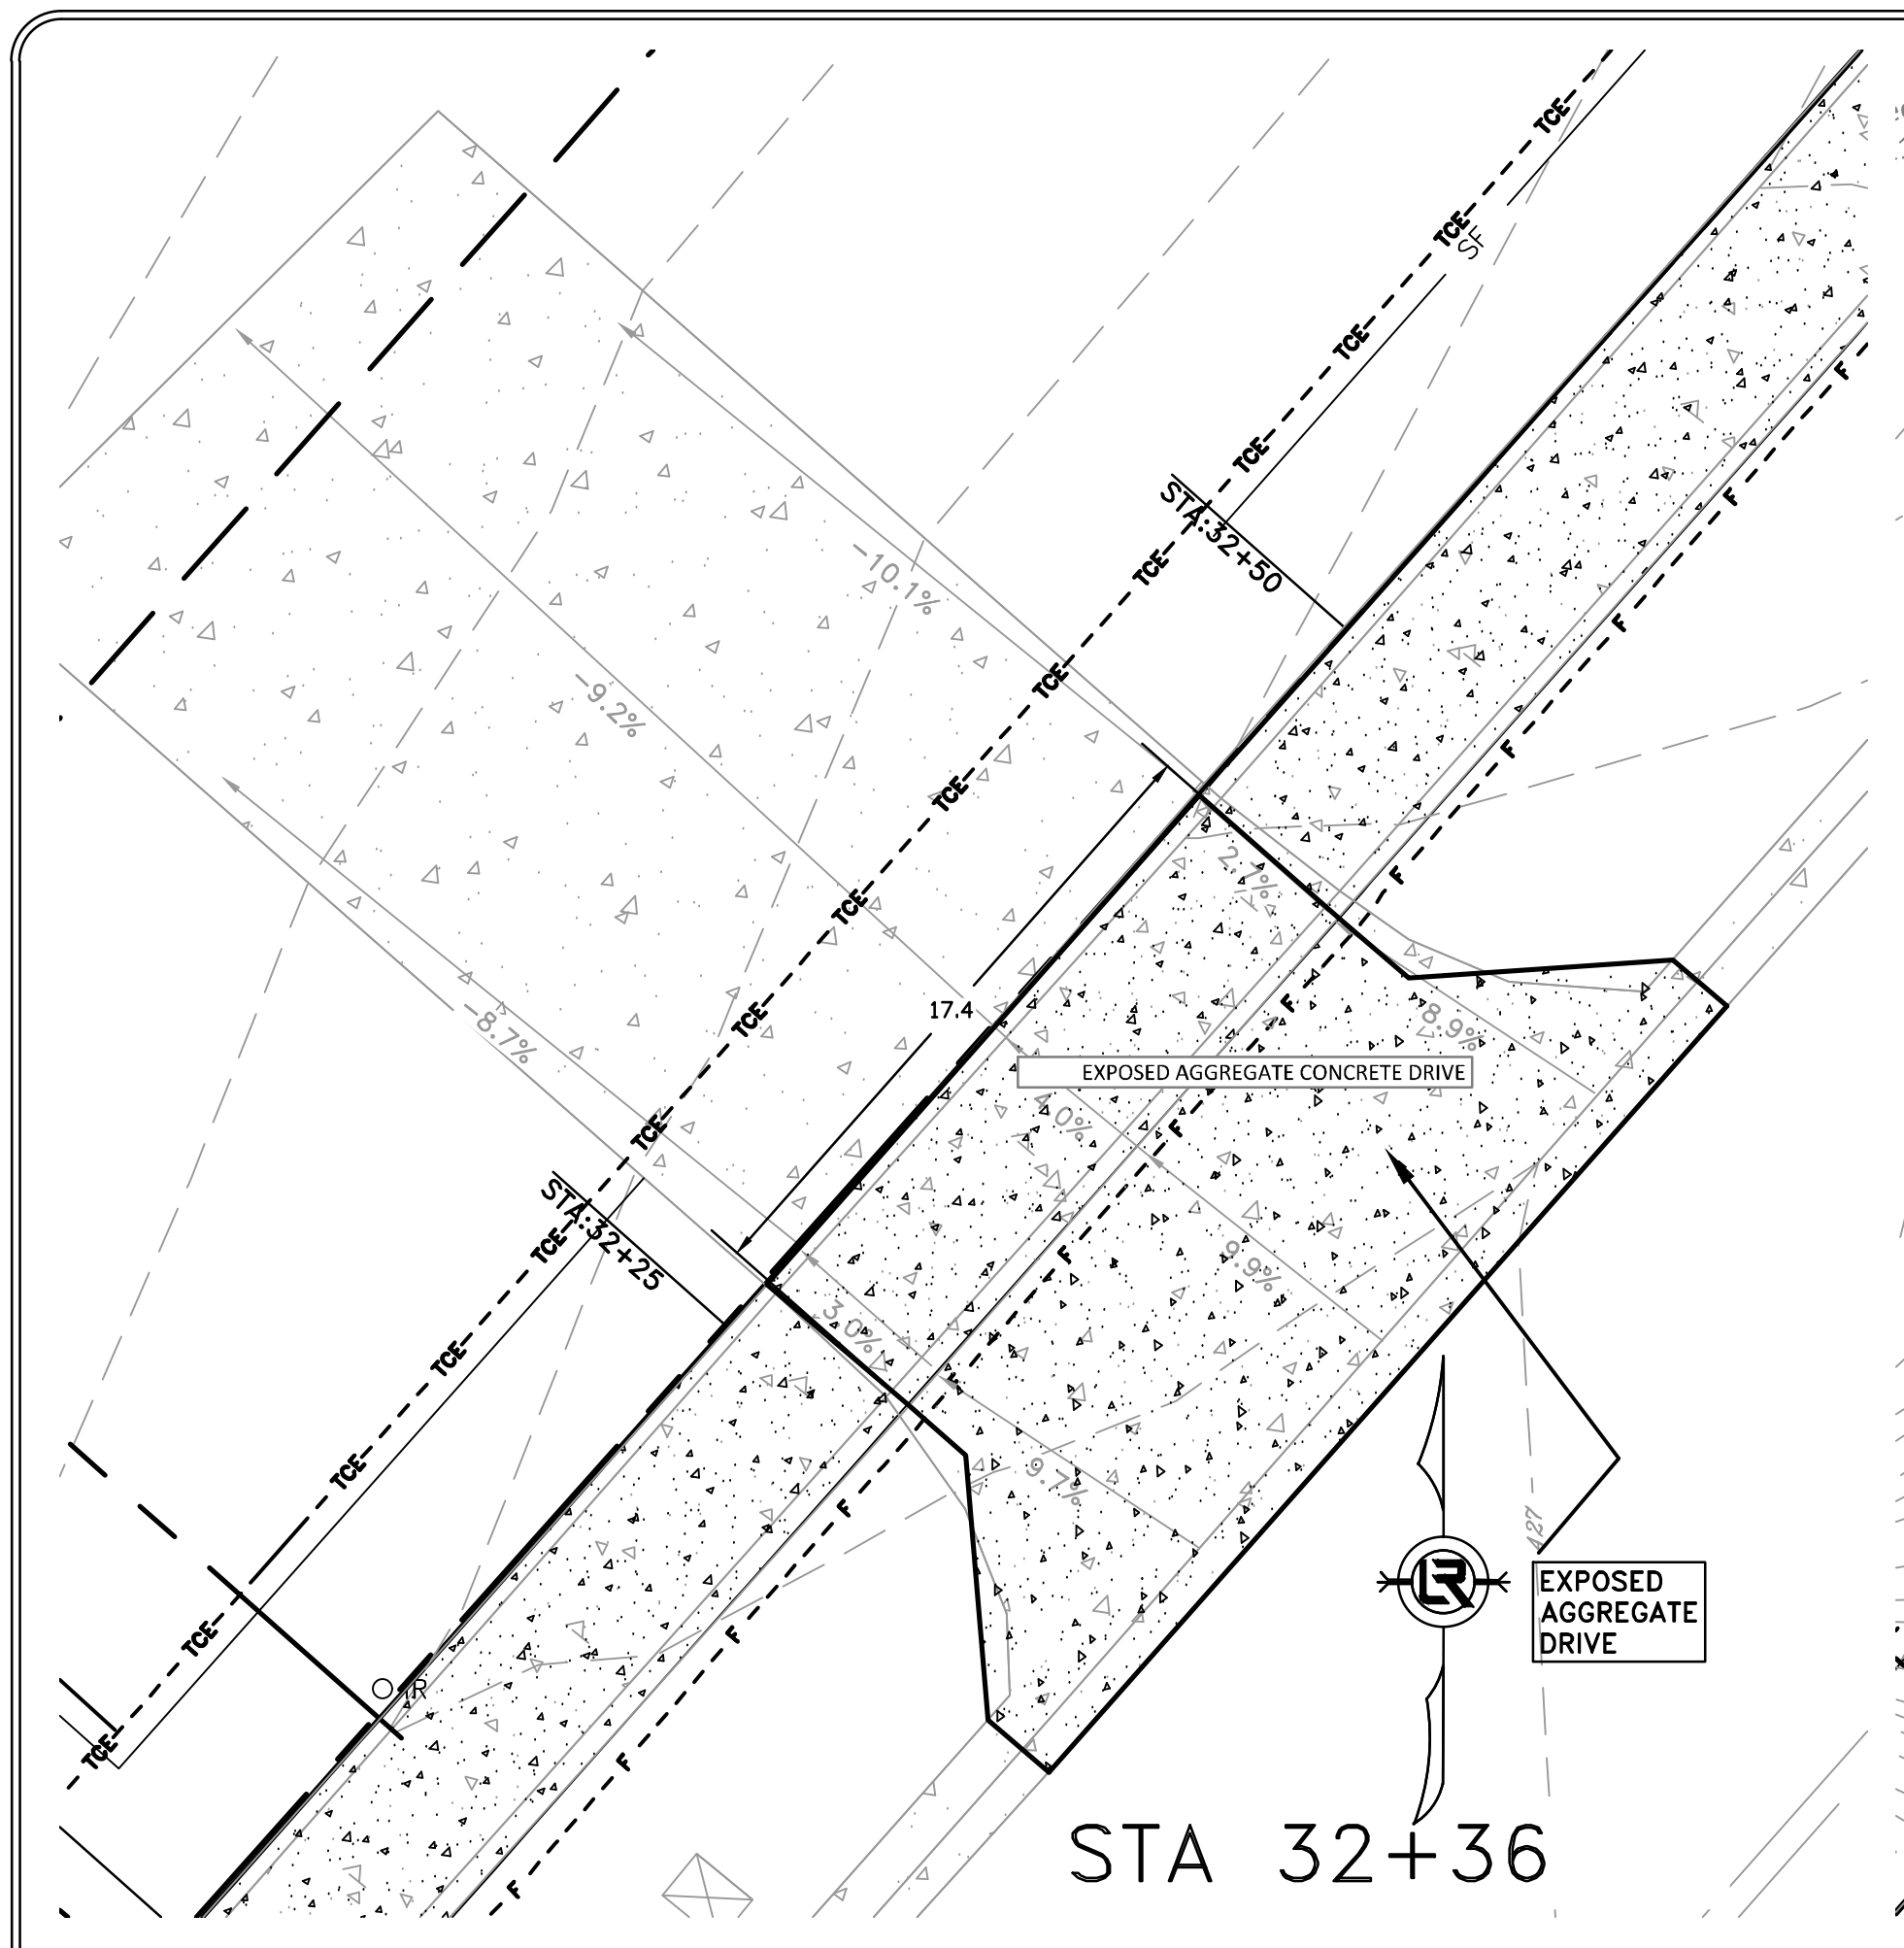 TCE
TCE
SF
TCE
F
TCE
STA:32+50
F
TCE
-10.1%
F
TCE
-9.2%
F
TCE
2.7%
F
TCE
17.4
F
8.9%
TCE
-8.7%
EXPOSED AGGREGATE CONCRETE DRIVE
4.0%
F
TCE
STA:32+25
TCE
F
9.9%
3.0%
TCE
F
9.7%
TCE
F
127
EXPOSED
AGGREGATE
DRIVE
TCE
F
IR
TCE
F
STA 32+36
F